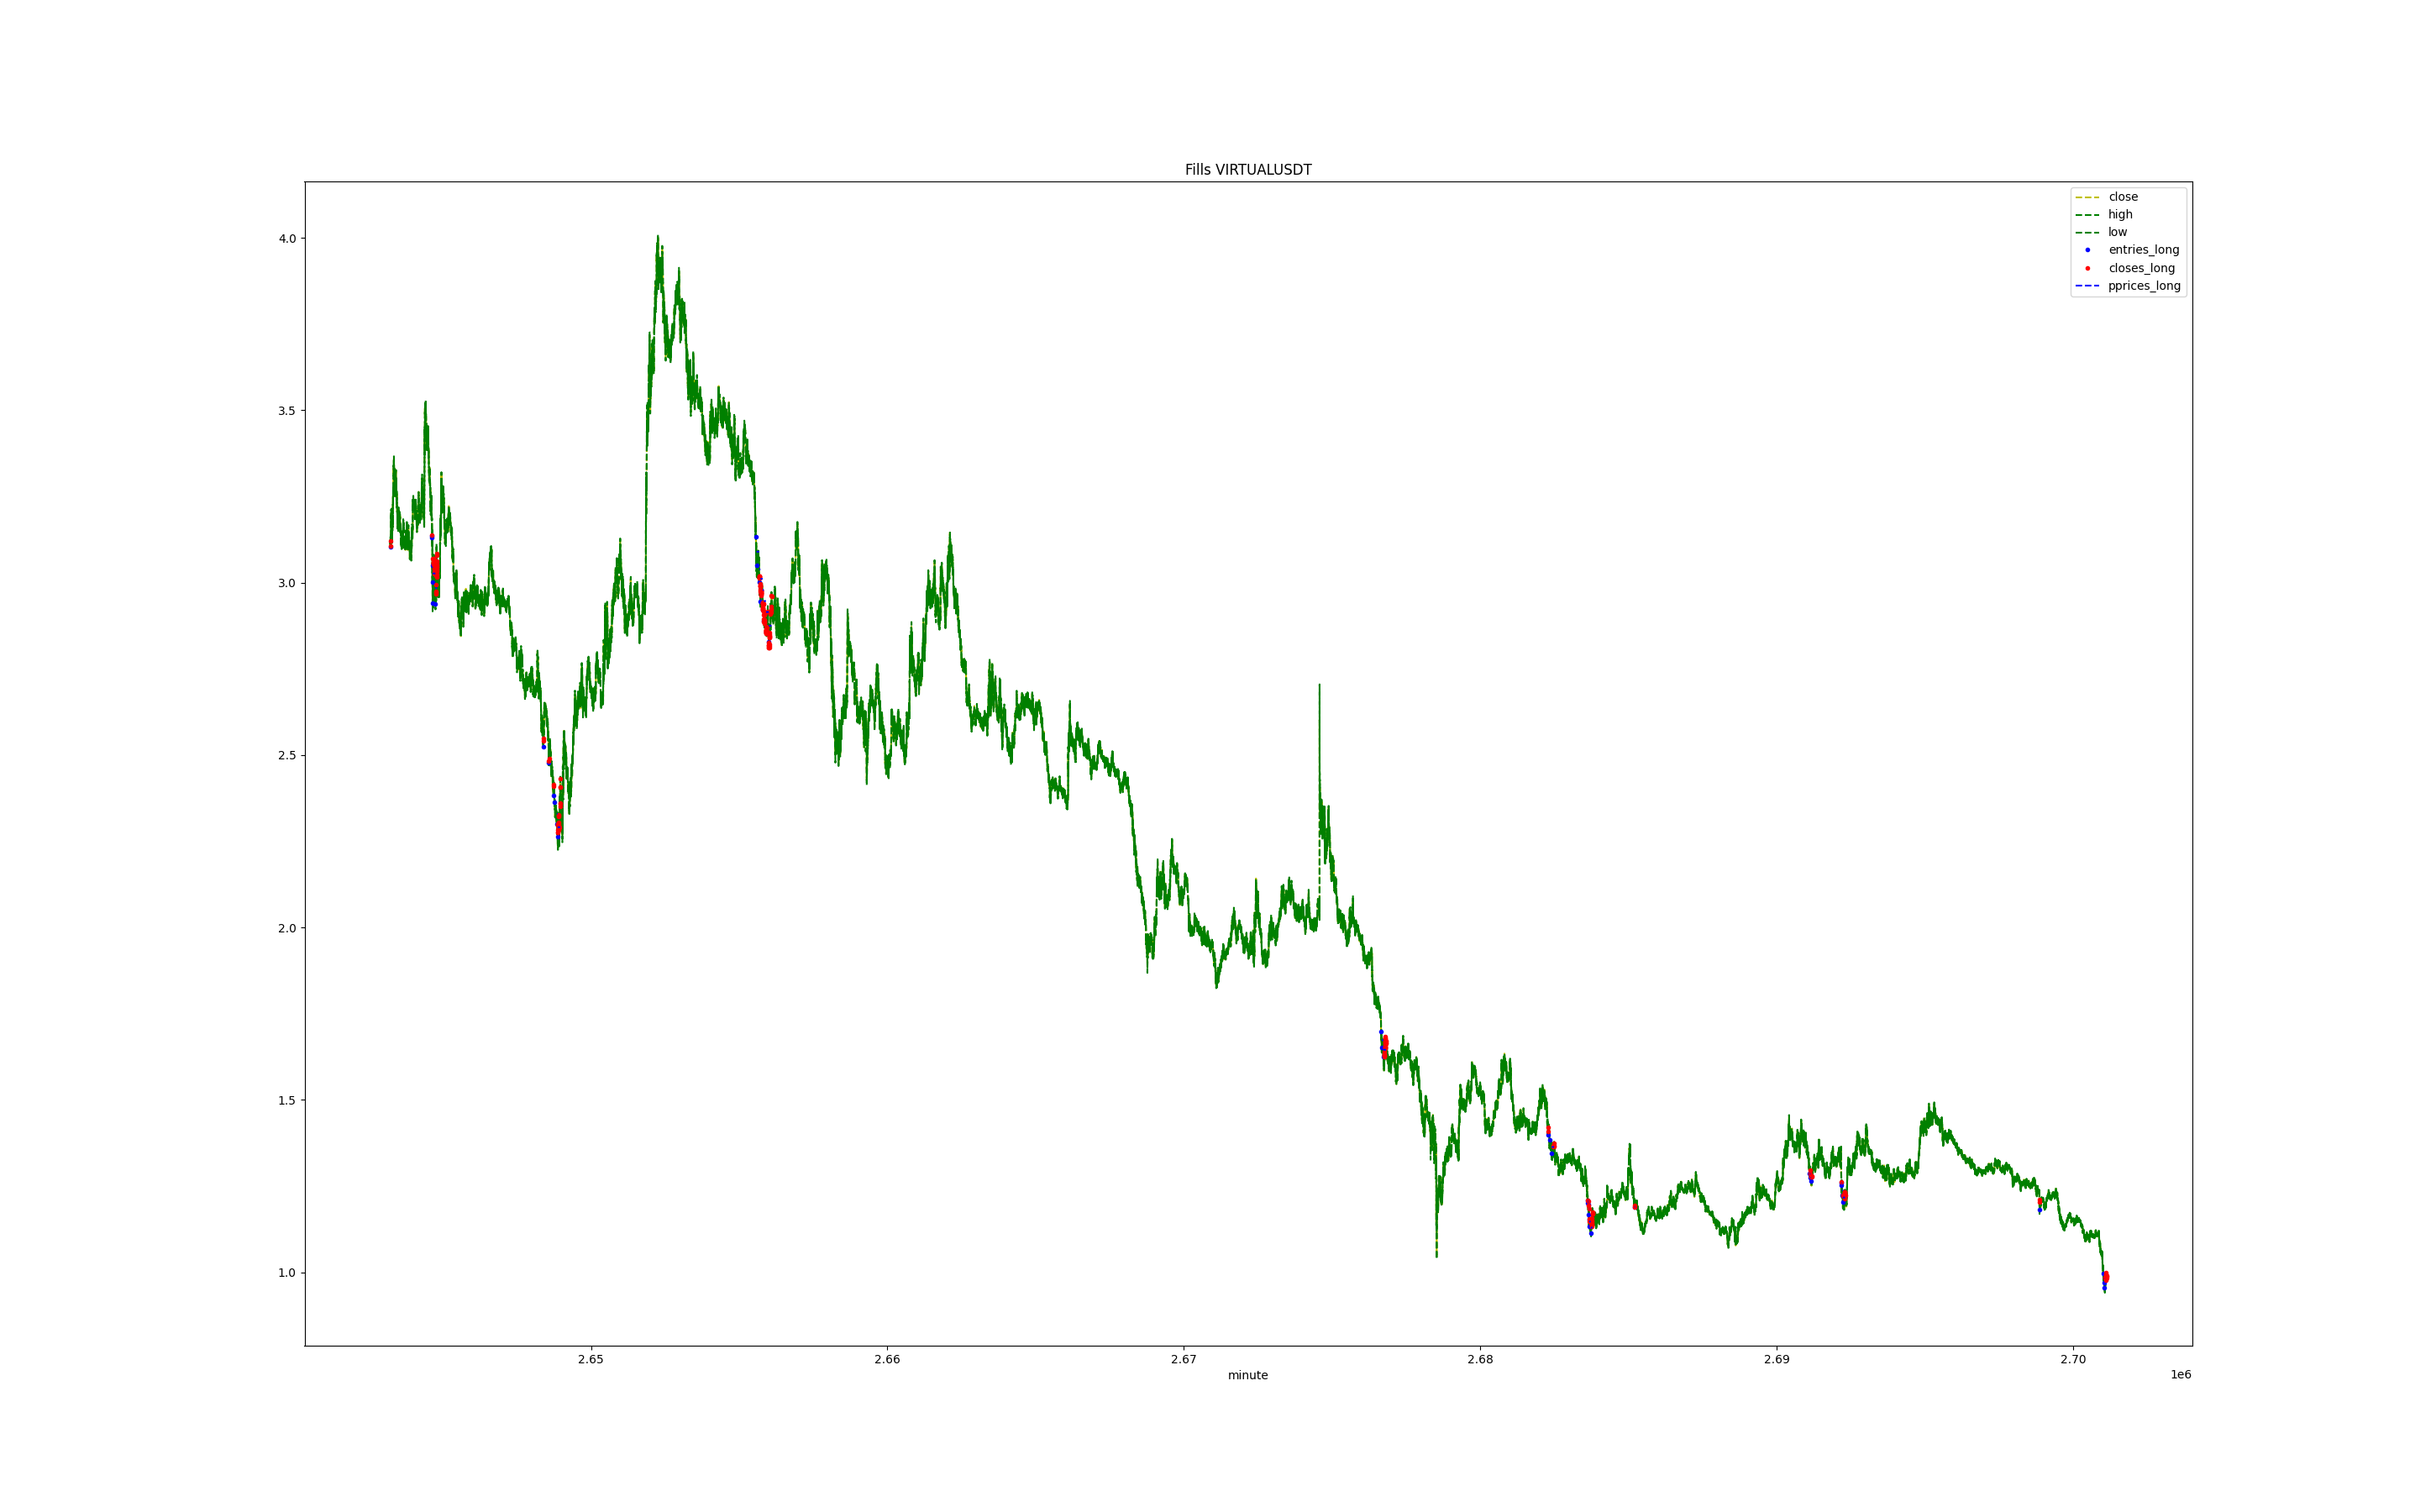 Fills VIRTUALUSDT
close
high
low
entries_long
closes_long
pprices_long
4.0
3.5
3.0
2.5
2.0
1.5
1.0
2.65 2.66 2.67 2.68 2.69 2.70
minute 1e6